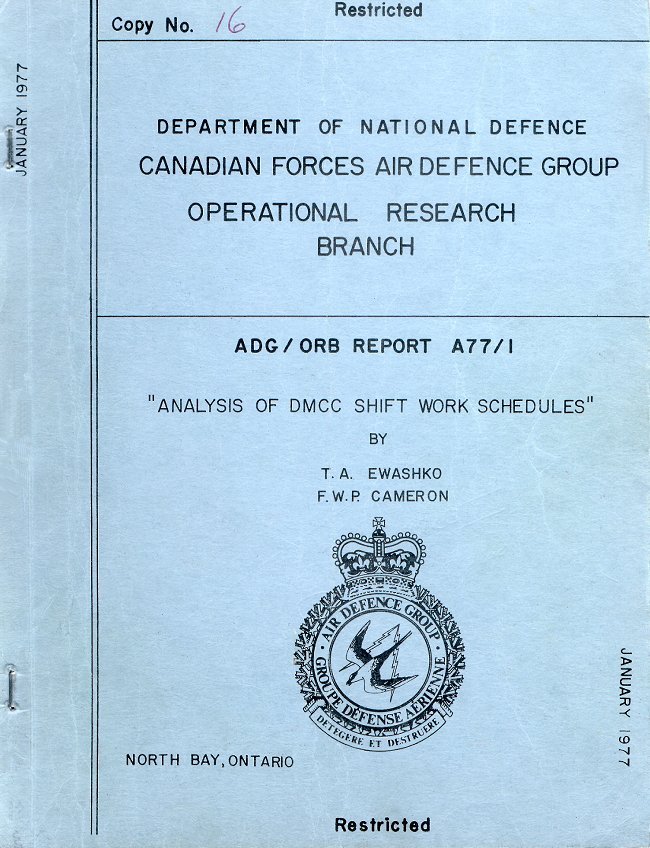 Restricted
Copy No. 16
JANUARY 1977
DEPARTMENT OF NATIONAL DEFENCE
CANADIAN FORCES AIR DEFENCE GROUP
OPERATIONAL RESEARCH
BRANCH
ADG/ORB REPORT A77/1
"ANALYSIS OF DMCC SHIFT WORK SCHEDULES"
BY
T. A. EWASHKO
F.W.P. CAMERON
AIR DEFENCE GROUP
GROUPE DÉFENSE AÉRIENNE
DETEGERE ET DESTRUERE
JANUARY 1977
NORTH BAY, ONTARIO
Restricted